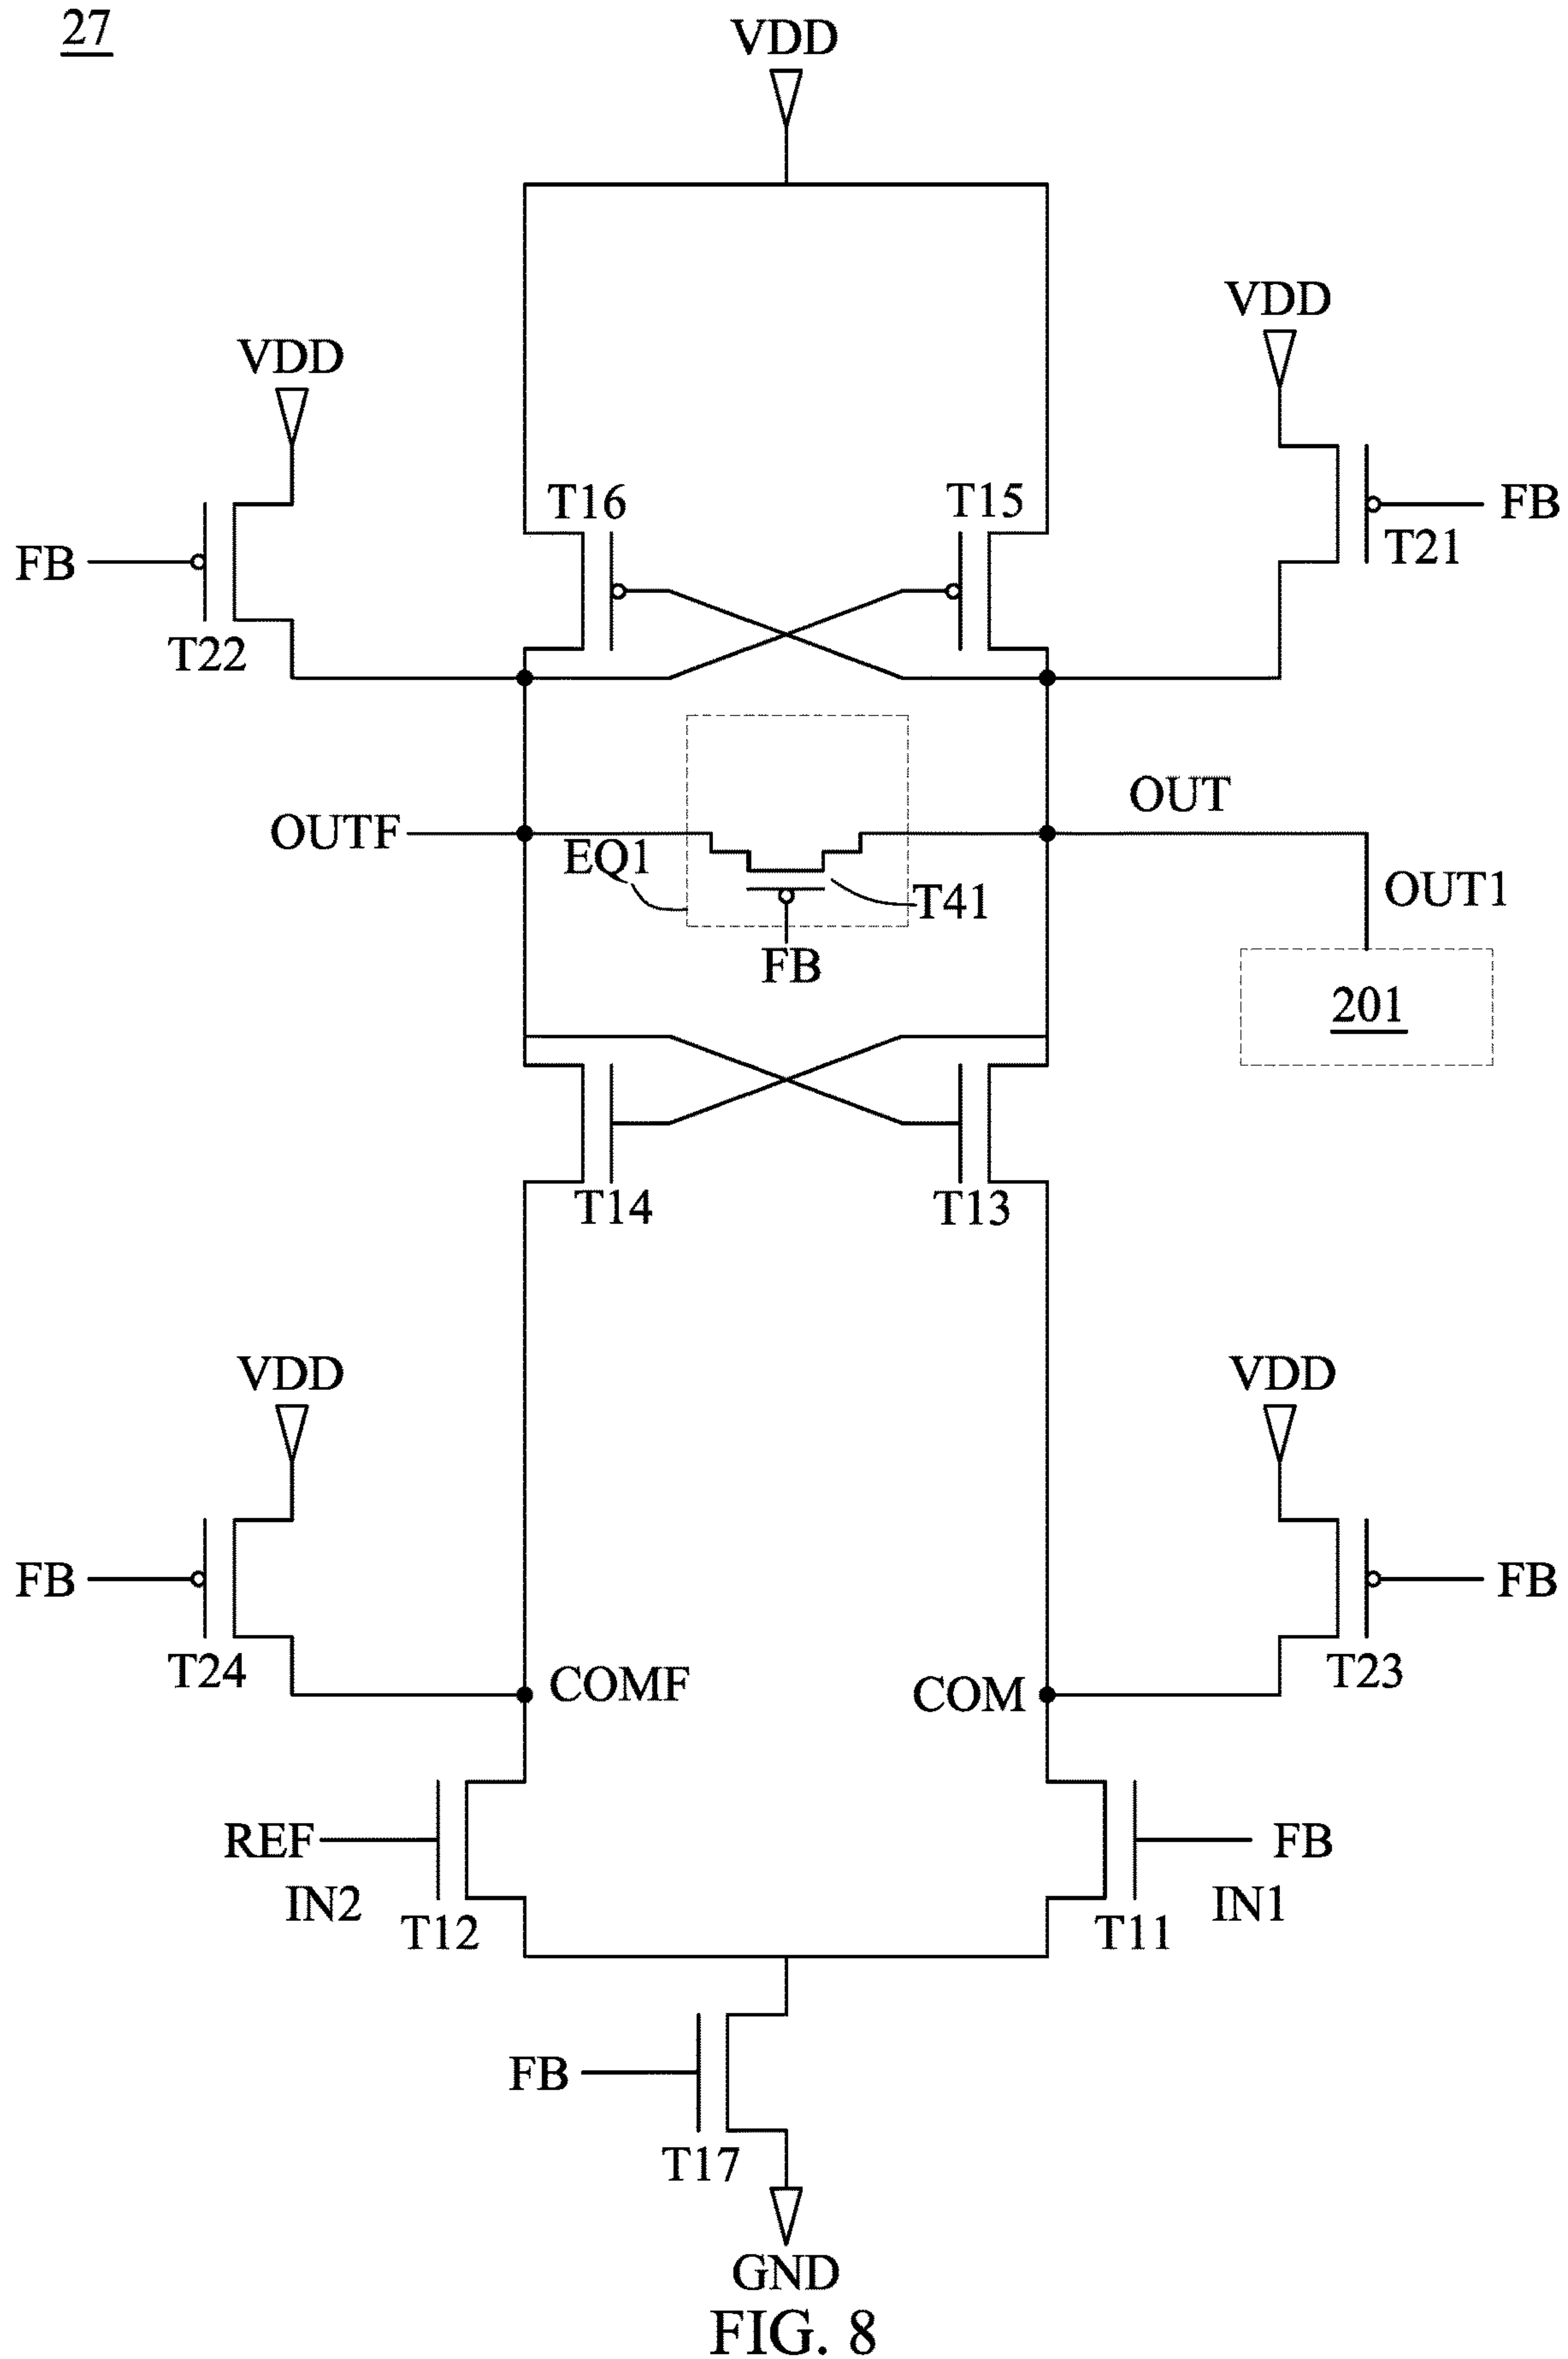 27
VDD
VDD
VDD
T16
T15
FB
T21
FB
T22
OUT
OUTF
EQ1
T41
OUT1
FB
201
T14
T13
VDD
VDD
FB
FB
T24
T23
COMF
COM
REF
FB
IN2
IN1
T12
T11
FB
T17
GND
FIG. 8